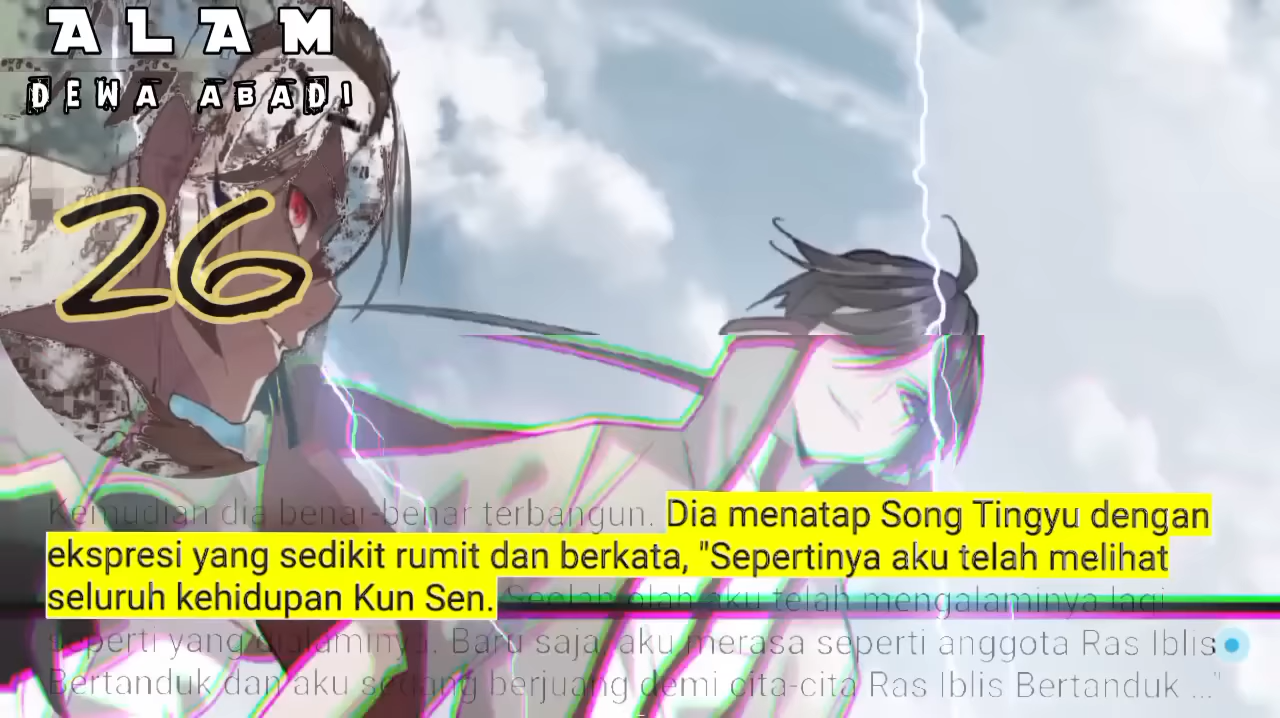 ALAM
DEWA ABADI
26
Kemudian dia benar-benar terbangun. Dia menatap Song Tingyu dengan
ekspresi yang sedikit rumit dan berkata, "Sepertinya aku telah melihat
seluruh kehidupan Kun Sen. Seolah-olah aku telah mengalaminya lagi
seperti yang dialaminya. Baru saja, aku merasa seperti anggota Ras Iblis
Bertanduk dan aku sedang berjuang demi cita-cita Ras Iblis Bertanduk ..."